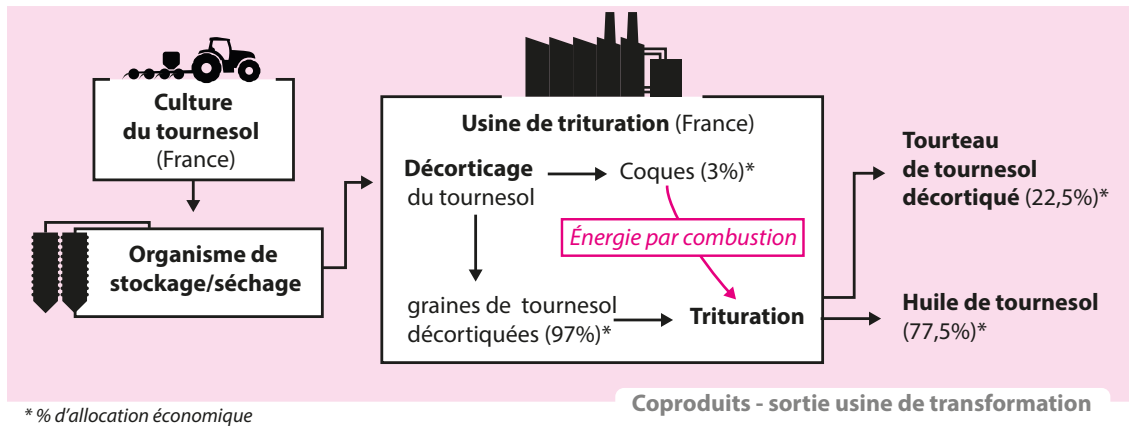 Culture
du tournesol
(France)
Organisme de
stockage/séchage
Usine de trituration (France)
Décorticage
du tournesol
Coques (3%)*
Énergie par combustion
graines de tournesol
décortiquées (97%)*
Trituration
Tourteau
de tournesol
décortiqué (22,5%)*
Huile de tournesol
(77,5%)*
Coproduits - sortie usine de transformation
* % d'allocation économique